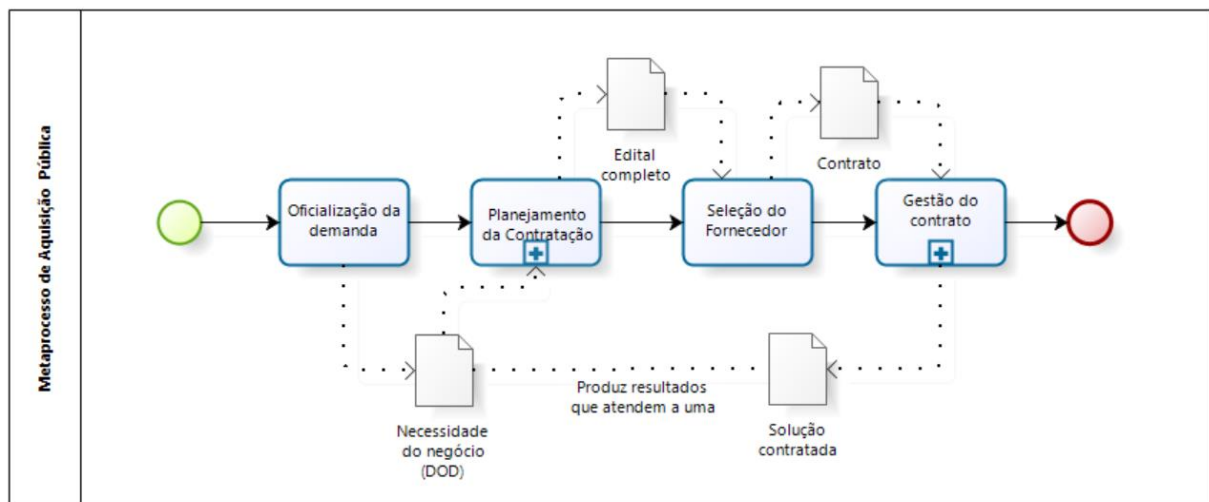 Metaprocesso de Aquisição Pública
Edital
completo
Contrato
Oficialização da
demanda
Planejamento
da Contratação
Seleção do
Fornecedor
Gestão do
contrato
Produz resultados
que atendem a uma
Necessidade
do negócio
(DOD)
Solução
contratada